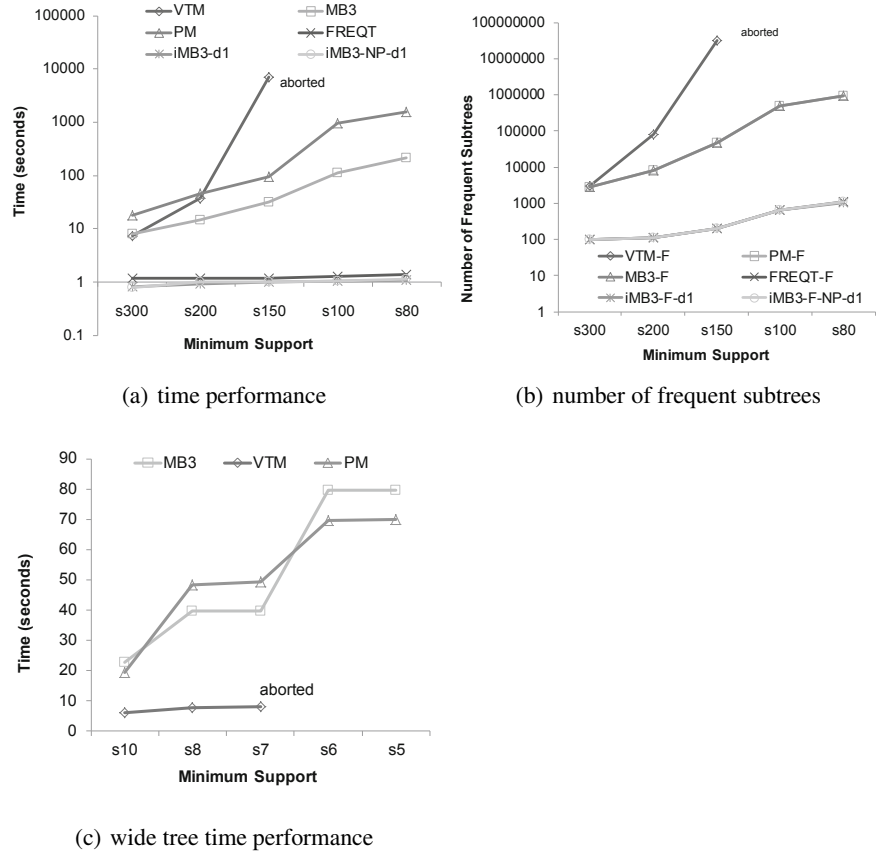 VTM MB3
PM FREQT
iMB3-d1 iMB3-NP-d1
100000
10000
1000
100
10
1
0.1
Time (seconds)
aborted
s300 s200 s150 s100 s80
Minimum Support
(a) time performance
100000000
10000000
1000000
100000
10000
1000
100
10
1
Number of Frequent Subtrees
aborted
VTM-F PM-F
MB3-F FREQT-F
iMB3-F-d1 iMB3-F-NP-d1
s300 s200 s150 s100 s80
Minimum Support
(b) number of frequent subtrees
MB3 VTM PM
90
80
70
60
50
40
30
20
10
0
Time (seconds)
aborted
s10 s8 s7 s6 s5
Minimum Support
(c) wide tree time performance